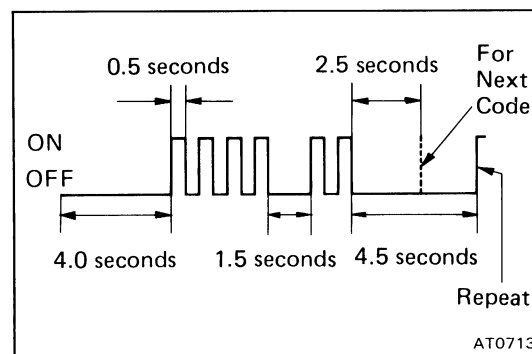 For
Next
Code
0.5 seconds
2.5 seconds
ON
OFF
4.0 seconds
1.5 seconds
4.5 seconds
Repeat
AT0713